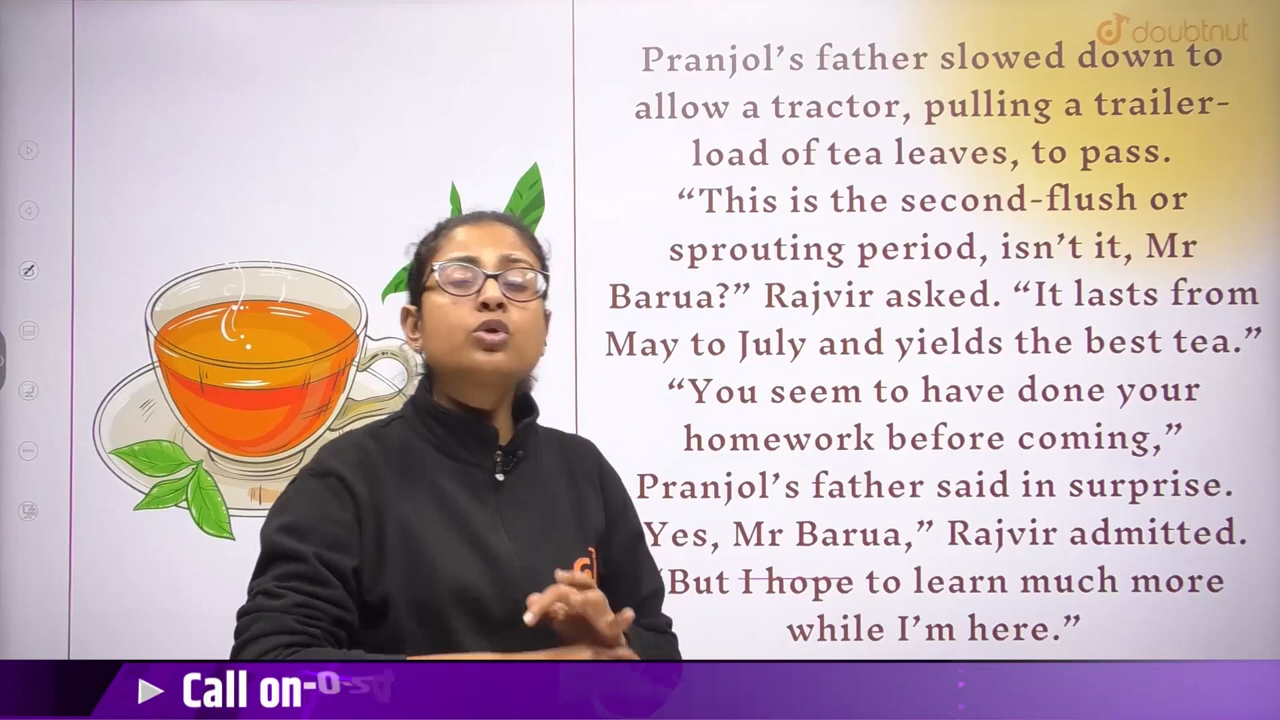 doubtnut
Pranjol’s father slowed down to
allow a tractor, pulling a trailer-
load of tea leaves, to pass.
“This is the second-flush or
sprouting period, isn’t it, Mr
Barua?” Rajvir asked. “It lasts from
May to July and yields the best tea.”
“You seem to have done your
homework before coming,”
Pranjol’s father said in surprise.
Yes, Mr Barua,” Rajvir admitted.
“But I hope to learn much more
while I’m here.”
Call on-